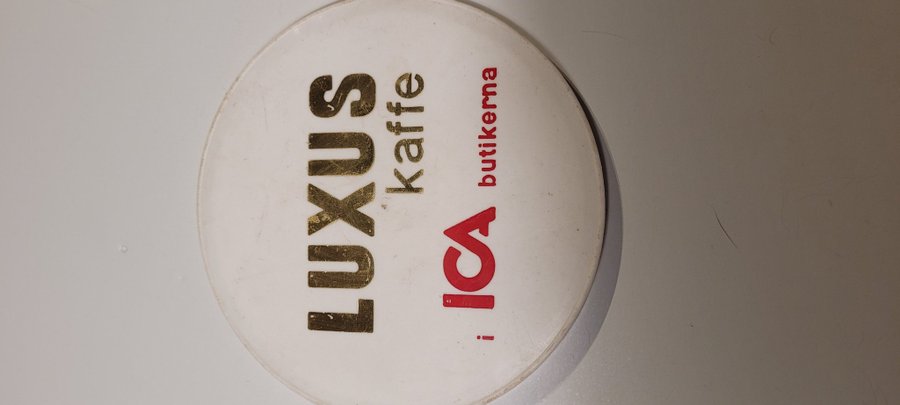 LUXUS
kaffe
i ICA butikerna